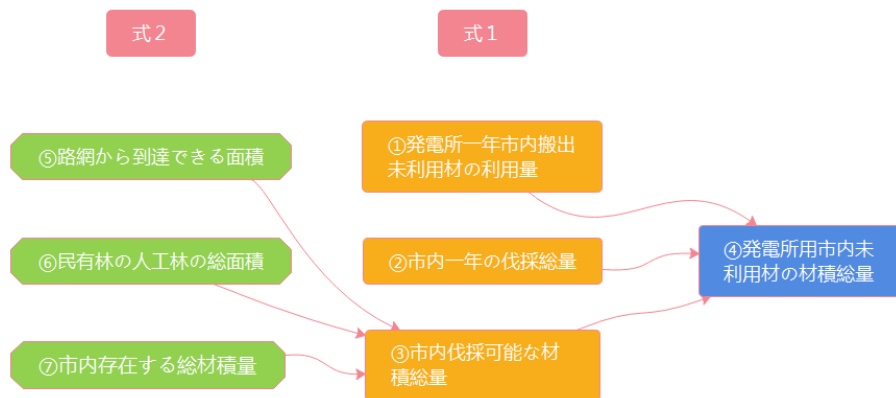 式２
式１
⑤路網から到達できる面積
①発電所一年市内搬出
未利用材の利用量
⑥民有林の人工林の総面積
②市内一年の伐採総量
④発電所用市内未
利用材の材積総量
⑦市内存在する総材積量
③市内伐採可能な材
積総量